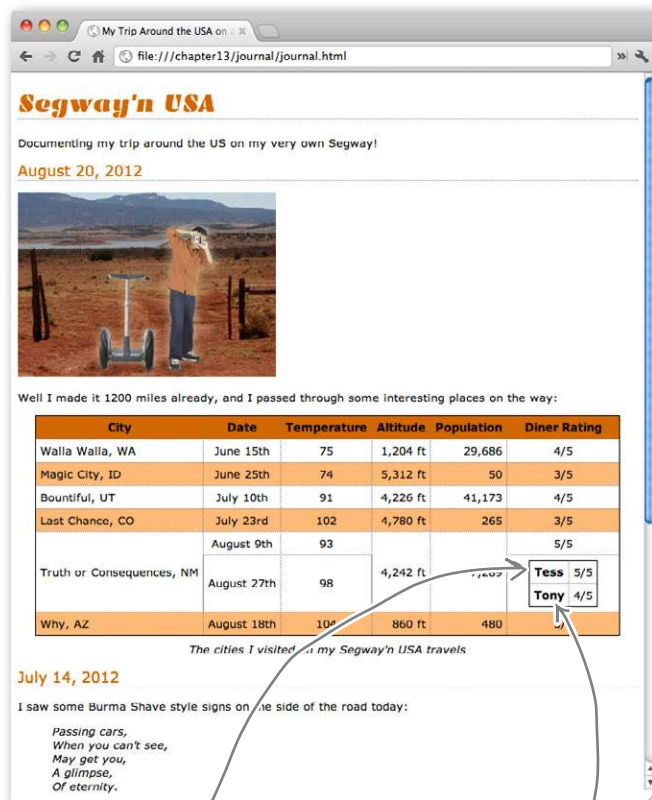 My Trip Around the USA on a
file:///chapter13/journal/journal.html
Segway'n USA
Documenting my trip around the US on my very own Segway!
August 20, 2012
Well I made it 1200 miles already, and I passed through some interesting places on the way:
City Date Temperature Altitude Population Diner Rating
Walla Walla, WA June 15th 75 1,204 ft 29,686 4/5
Magic City, ID June 25th 74 5,312 ft 50 3/5
Bountiful, UT July 10th 91 4,226 ft 41,173 4/5
Last Chance, CO July 23rd 102 4,780 ft 265 3/5
August 9th 93 5/5
Truth or Consequences, NM August 27th 98 4,242 ft
Tess 5/5
Tony 4/5
Why, AZ August 18th 104 860 ft 480
The cities I visited on my Segway'n USA travels
July 14, 2012
I saw some Burma Shave style signs on the side of the road today:
Passing cars,
When you can't see,
May get you,
A glimpse,
Of eternity.